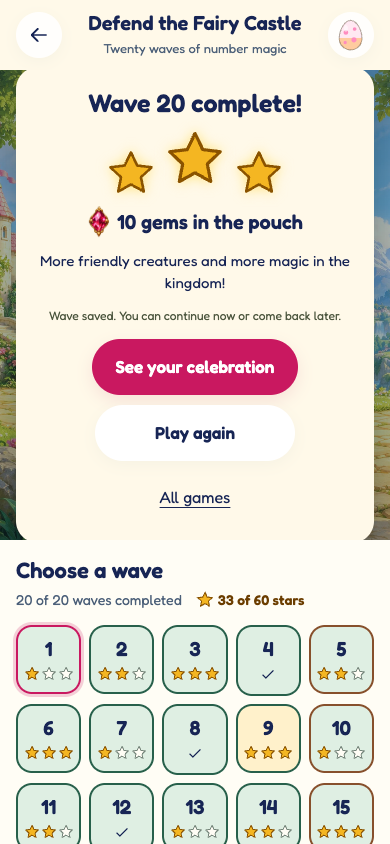 Defend the Fairy Castle
Twenty waves of number magic
Wave 20 complete!
10 gems in the pouch
More friendly creatures and more magic in the
kingdom!
Wave saved. You can continue now or come back later.
See your celebration
Play again
All games
Choose a wave
20 of 20 waves completed 33 of 60 stars
1 2 3 4 5
6 7 8 9 10
11 12 13 14 15